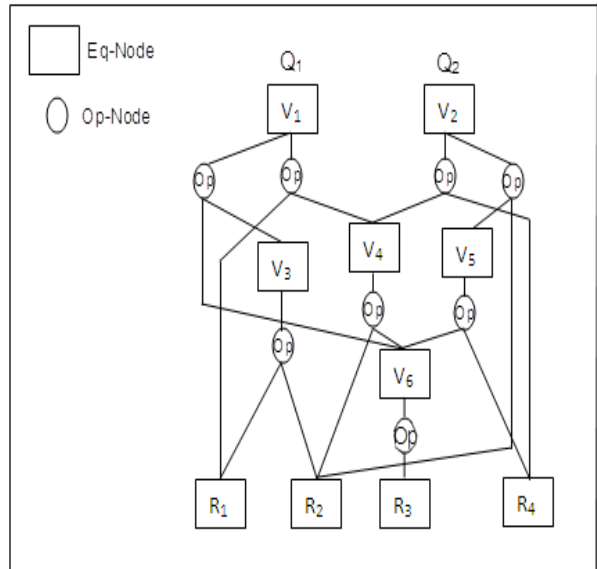 Eq-Node
Op-Node
Q₁ Q₂
V₁ V₂
Op Op Op Op
V₃ V₄ V₅
Op Op
Op
V₆
Op
R₁ R₂ R₃ R₄